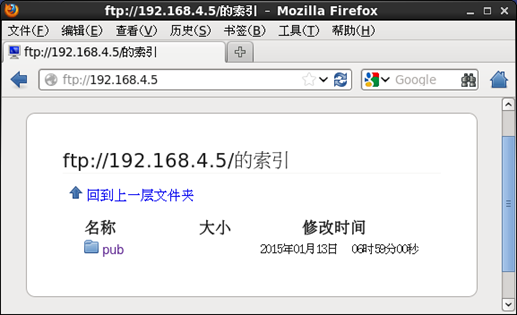 ftp://192.168.4.5/的索引 - Mozilla Firefox
文件(F) 编辑(E) 查看(V) 历史(S) 书签(B) 工具(T) 帮助(H)
ftp://192.168.4.5/的索引
ftp://192.168.4.5 Google
ftp://192.168.4.5/的索引
回到上一层文件夹
名称 大小 修改时间
pub 2015年01月13日 06时59分00秒